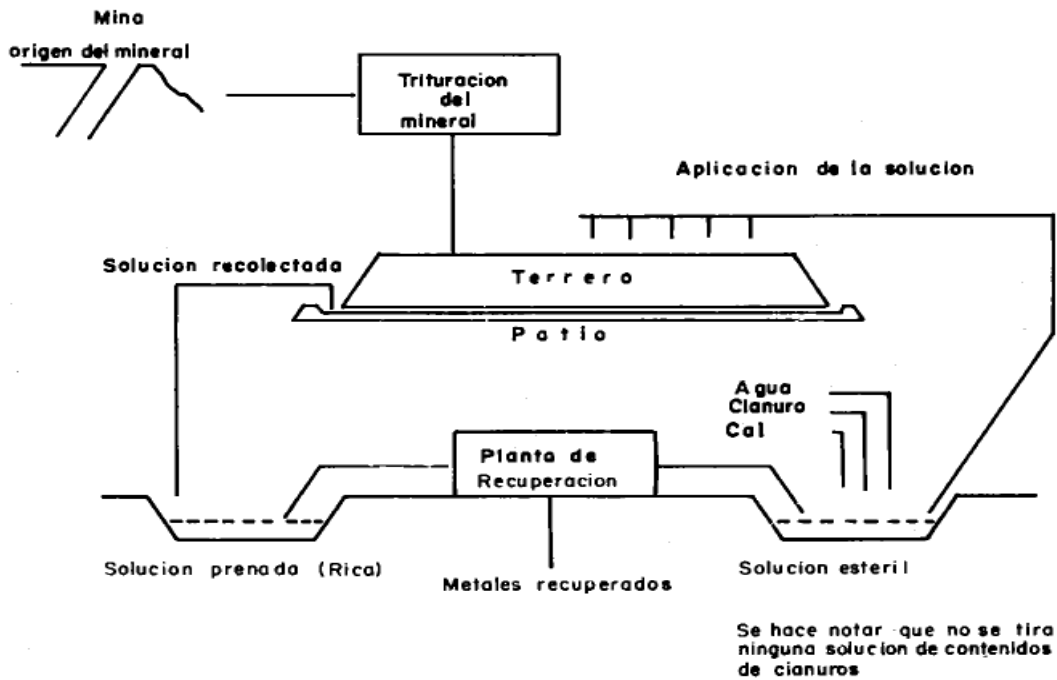 Mina
origen del mineral
Trituracion
del
mineral
Aplicacion de la solucion
Solucion recolectada
Terrero
Patio
Agua
Cianuro
Cal
Planta de
Recuperacion
Solucion prenada (Rica)
Metales recuperados
Solucion esteril
Se hace notar que no se tira
ninguna solucion de contenidos
de cianuros